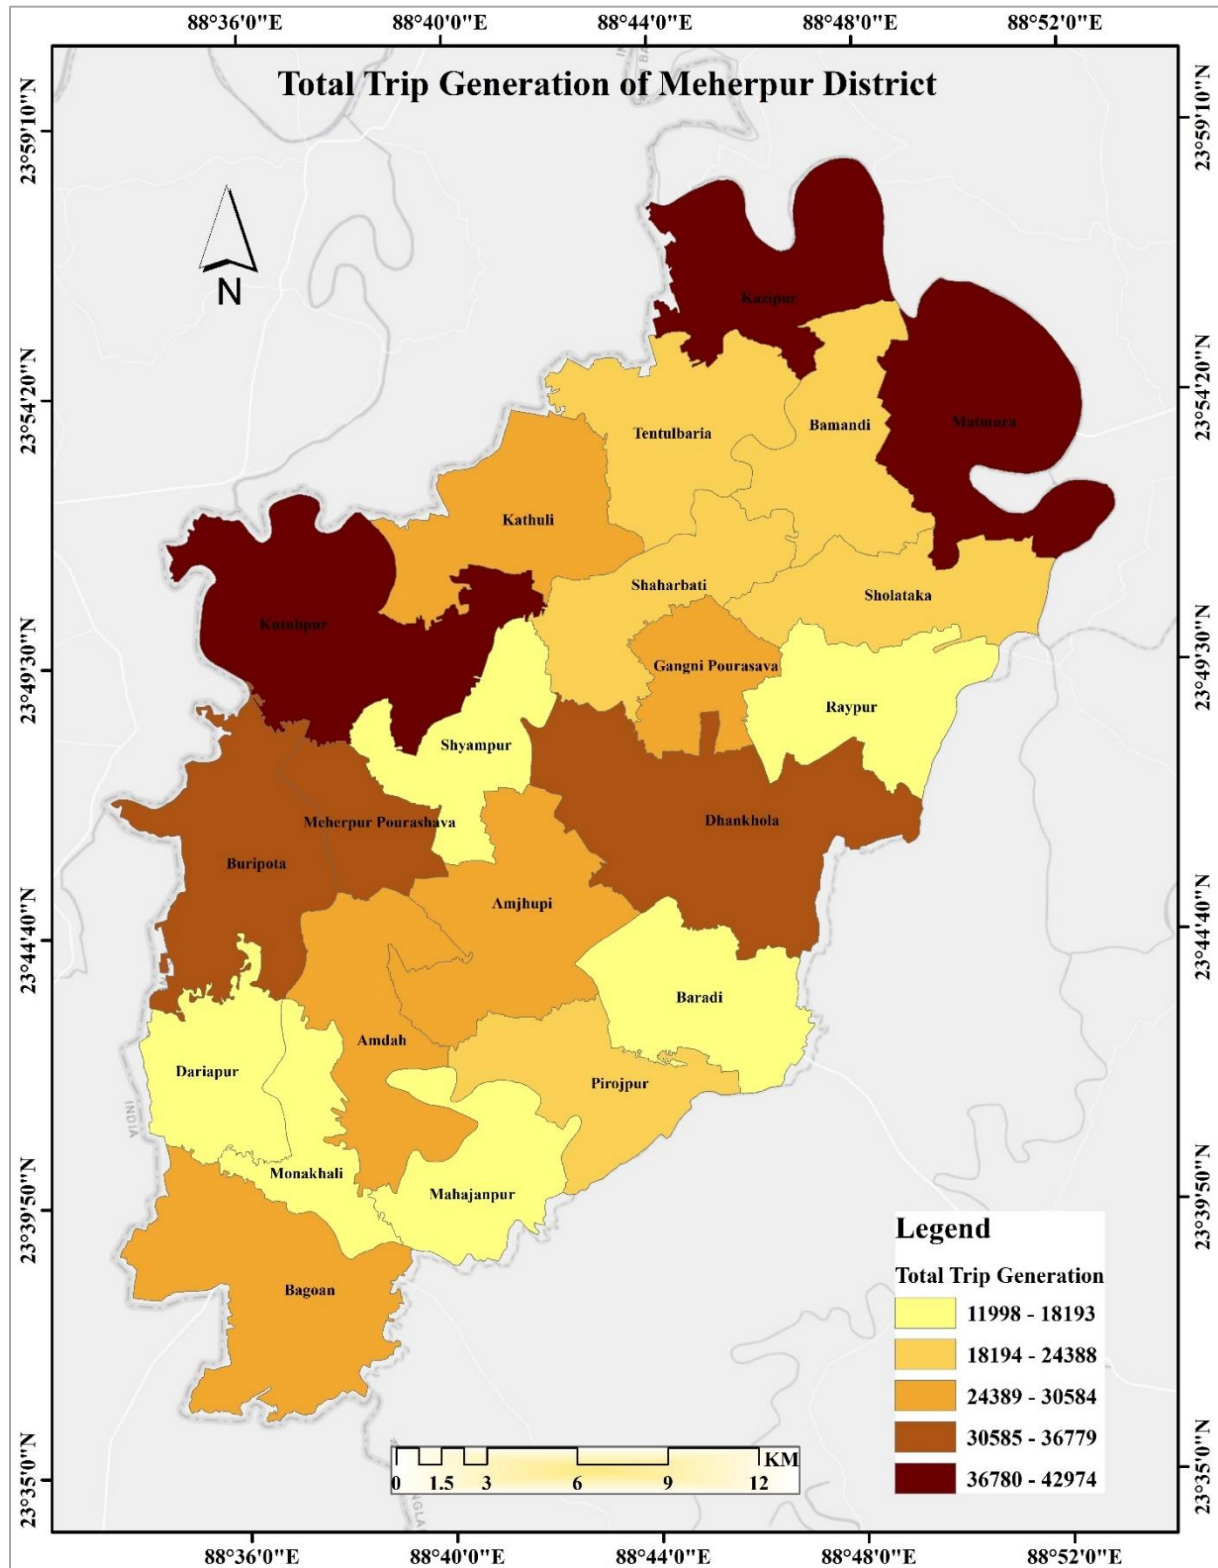 88°36'0"E 88°40'0"E 88°44'0"E 88°48'0"E 88°52'0"E
Total Trip Generation of Meherpur District
23°59'10"N
23°59'10"N
N
Kazipur
23°54'20"N
23°54'20"N
Matmura
Bamandi
Tentulbaria
Kathuli
Shaharbati
Sholataka
Kutubpur
23°49'30"N
23°49'30"N
Gangni Pourasava
Raypur
Shyampur
Dhankhola
Meherpur Pourashava
Buripota
Amjhupi
23°44'40"N
23°44'40"N
Baradi
Amdah
Dariapur
Pirojpur
INDIA
Monakhali
Mahajanpur
23°39'50"N
23°39'50"N
Bagoan
Legend
Total Trip Generation
11998 - 18193
18194 - 24388
24389 - 30584
30585 - 36779
36780 - 42974
KM
0 1.5 3 6 9 12
23°35'0"N
23°35'0"N
88°36'0"E 88°40'0"E 88°44'0"E 88°48'0"E 88°52'0"E